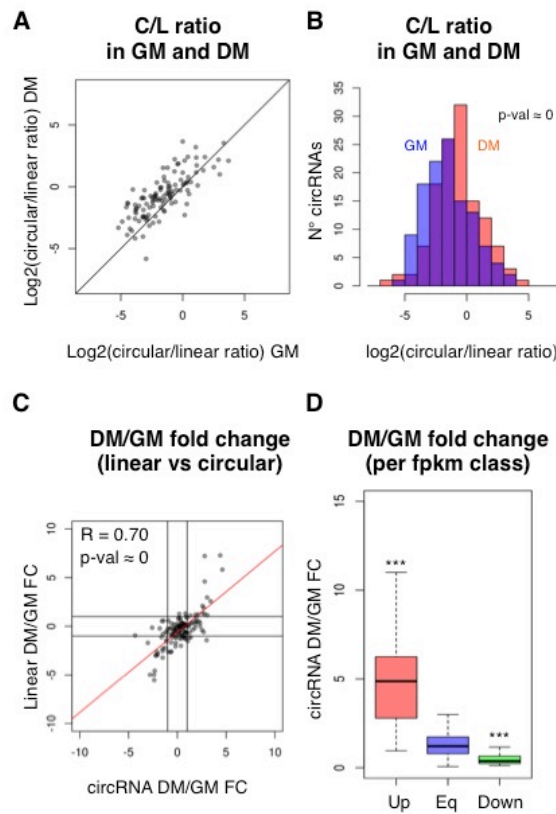 A
C/L ratio
in GM and DM
Log2(circular/linear ratio) DM
5
0
-5
-5
0
5
Log2(circular/linear ratio) GM
B
C/L ratio
in GM and DM
N° circRNAs
35
30
25
20
15
10
5
0
p-val ≈ 0
GM
DM
-5
0
5
log2(circular/linear ratio)
C
DM/GM fold change
(linear vs circular)
R = 0.70
p-val ≈ 0
Linear DM/GM FC
10
5
0
-5
-10
-10
-5
0
5
10
circRNA DM/GM FC
D
DM/GM fold change
(per fpkm class)
circRNA DM/GM FC
15
10
5
0
***
***
Up
Eq
Down